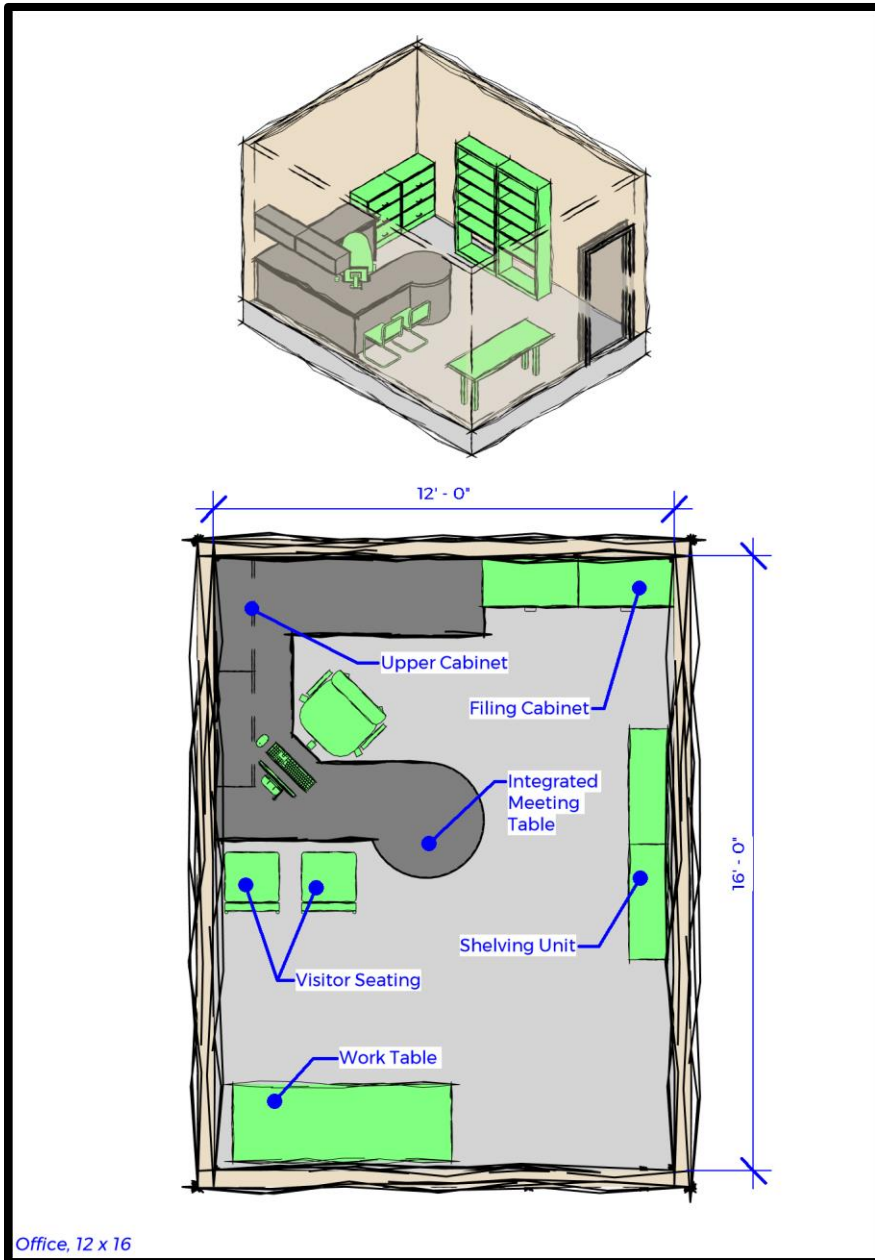 12' - 0"
Upper Cabinet
Filing Cabinet
Integrated
Meeting
Table
16' - 0"
Shelving Unit
Visitor Seating
Work Table
Office, 12 x 16